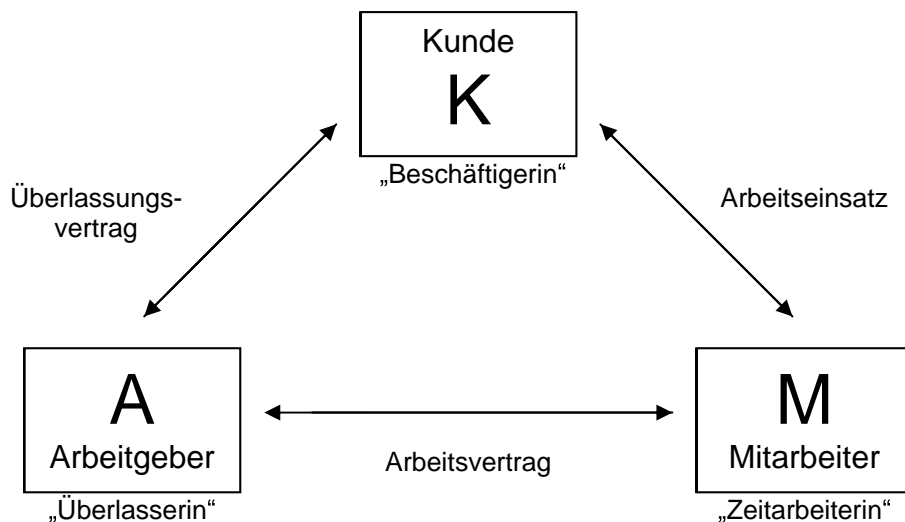 Kunde
K
„Beschäftigerin“
Überlassungs-
vertrag
Arbeitseinsatz
A
Arbeitgeber
„Überlasserin“
Arbeitsvertrag
M
Mitarbeiter
„Zeitarbeiterin“